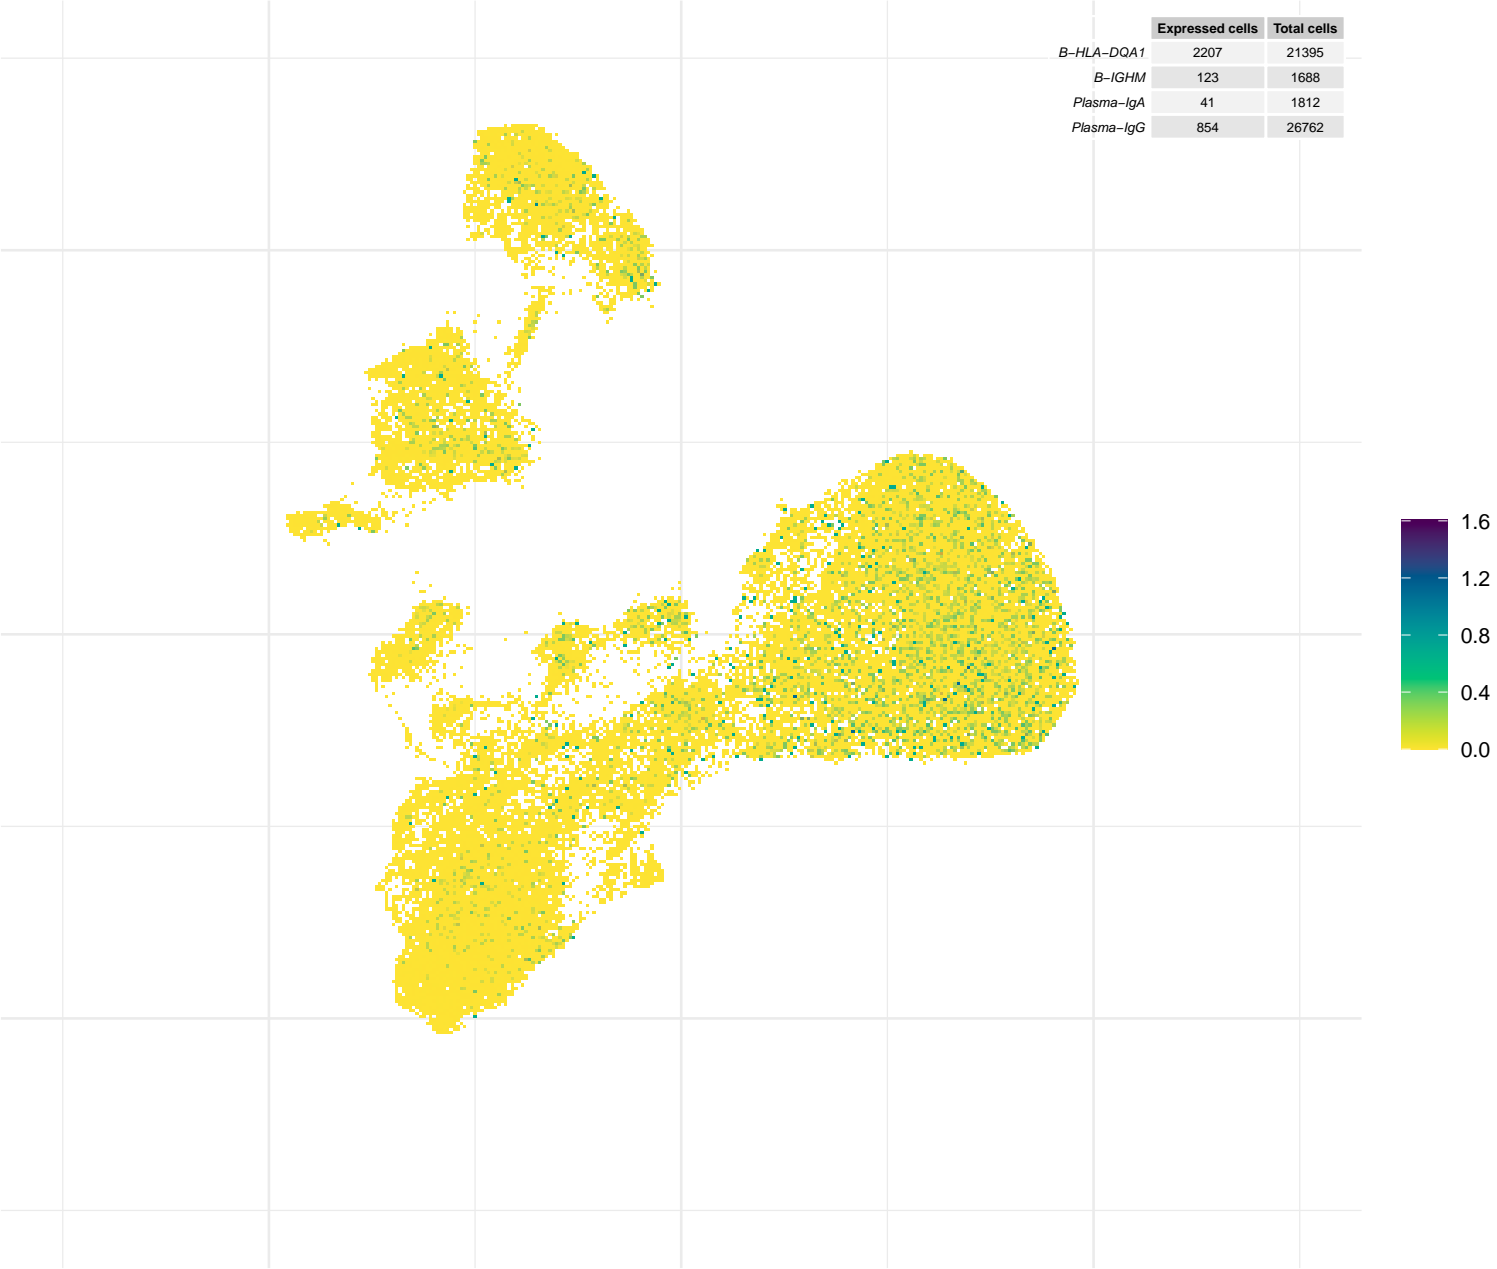 Expressed cells Total cells
B−HLA−DQA1 2207 21395
B−IGHM 123 1688
Plasma−IgA 41 1812
Plasma−IgG 854 26762
1.6
1.2
0.8
0.4
0.0